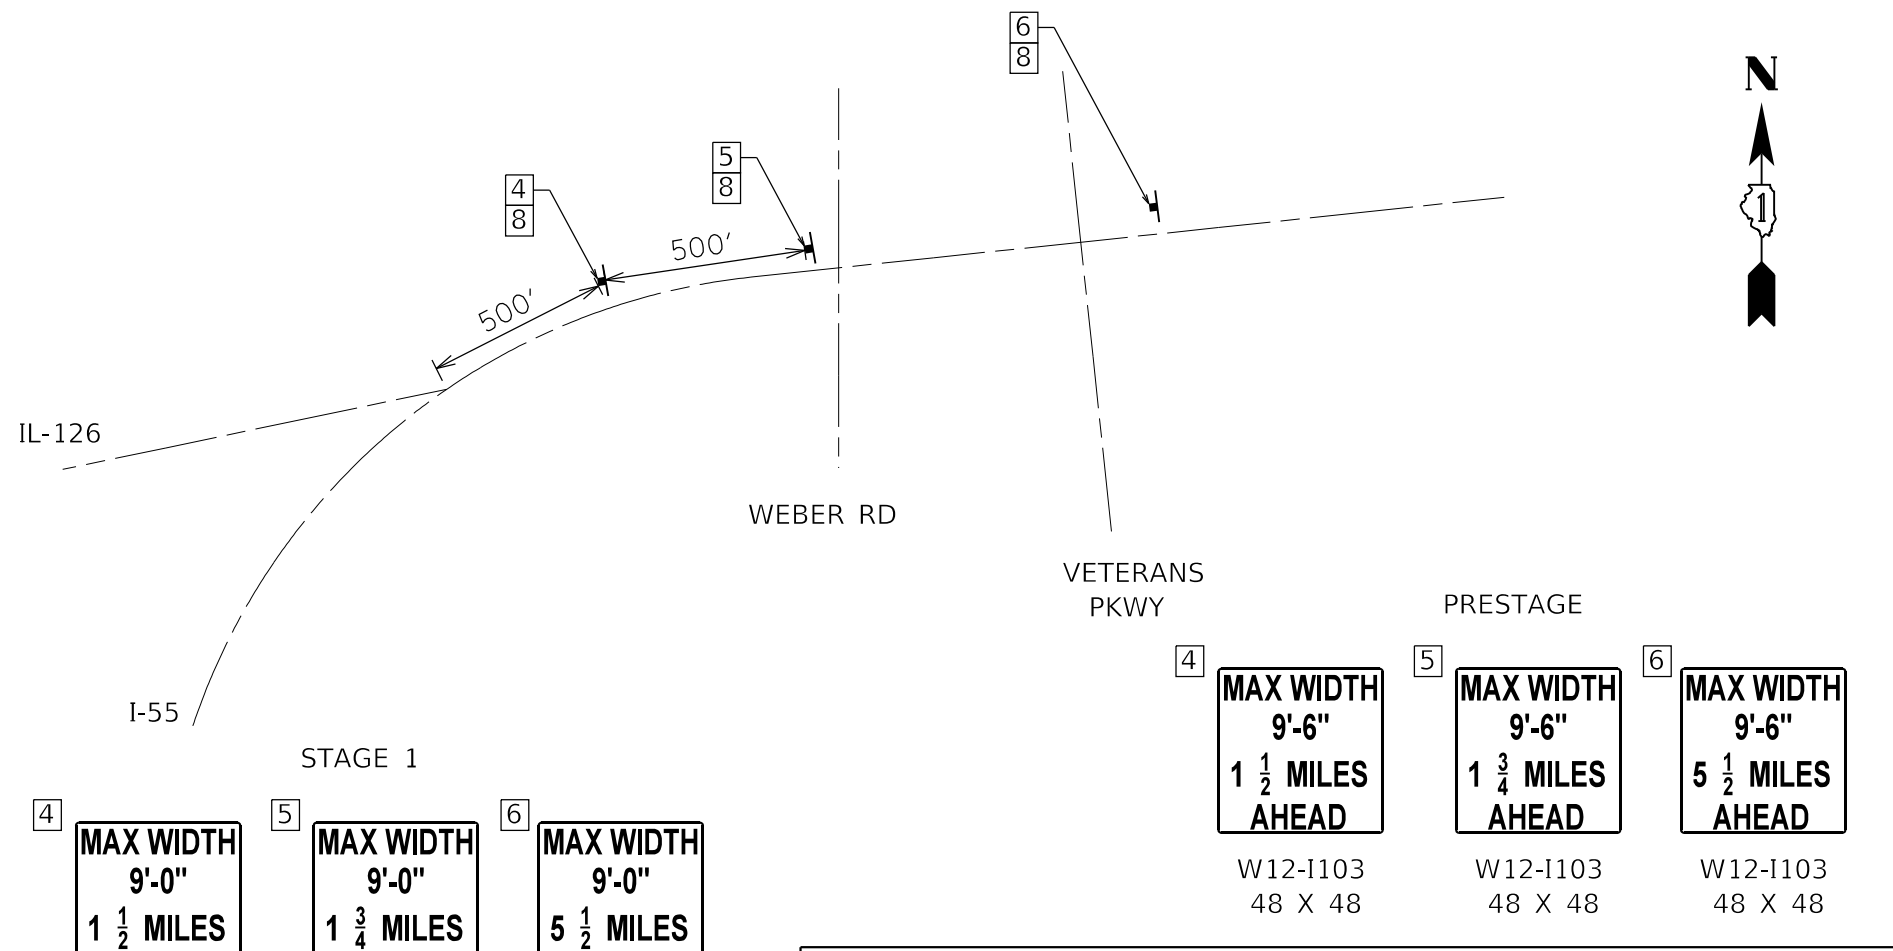 6
8
N
5
8
4
8
1
500'
500'
IL-126
WEBER RD
VETERANS
PKWY
I-55
PRESTAGE
4
MAX WIDTH
9'-6"
1 1/2 MILES
AHEAD
W12-I103
48 X 48
5
MAX WIDTH
9'-6"
1 3/4 MILES
AHEAD
W12-I103
48 X 48
6
MAX WIDTH
9'-6"
5 1/2 MILES
AHEAD
W12-I103
48 X 48
STAGE 1
4
MAX WIDTH
9'-0"
1 1/2 MILES
5
MAX WIDTH
9'-0"
1 3/4 MILES
6
MAX WIDTH
9'-0"
5 1/2 MILES